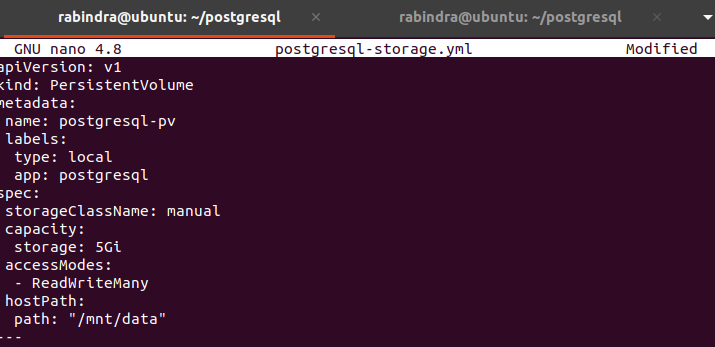 rabindra@ubuntu: ~/postgresql × rabindra@ubuntu: ~/postgresql ×
GNU nano 4.8 postgresql-storage.yml Modified
apiVersion: v1
kind: PersistentVolume
metadata:
 name: postgresql-pv
 labels:
  type: local
  app: postgresql
spec:
 storageClassName: manual
 capacity:
  storage: 5Gi
 accessModes:
  - ReadWriteMany
 hostPath:
  path: "/mnt/data"
---